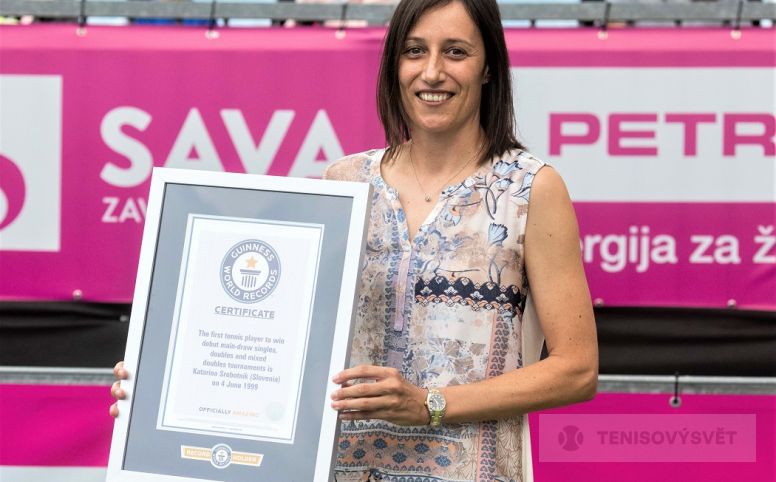 SAVA
ZAV
PETR
ergija za ž
GUINNESS
WORLD RECORDS
CERTIFICATE
The first tennis player to win
debut main-draw singles,
doubles and mixed
doubles tournaments is
Katarina Srebotnik (Slovenia)
on 4 June 1999
OFFICIALLY AMAZING
RECORD HOLDER
TENISOVÝSVĚT